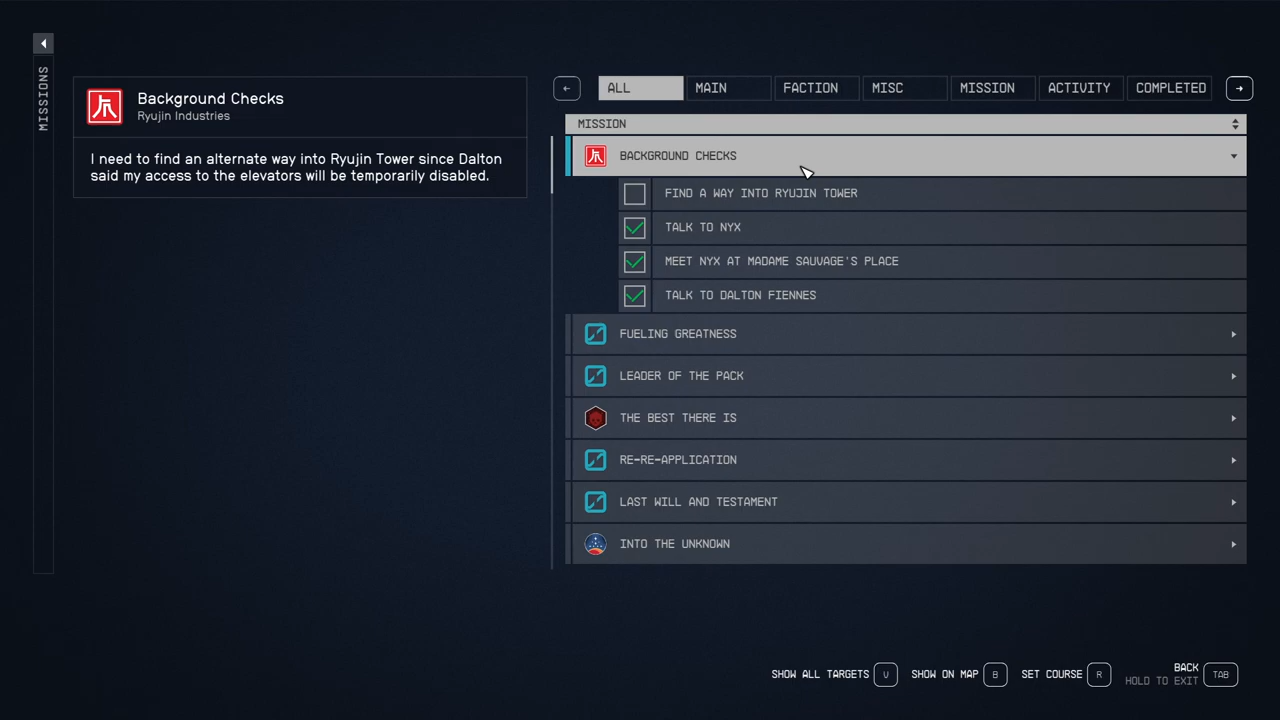 MISSIONS
Background Checks
Ryujin Industries
I need to find an alternate way into Ryujin Tower since Dalton
said my access to the elevators will be temporarily disabled.
ALL MAIN FACTION MISC MISSION ACTIVITY COMPLETED
MISSION
BACKGROUND CHECKS
FIND A WAY INTO RYUJIN TOWER
TALK TO NYX
MEET NYX AT MADAME SAUVAGE'S PLACE
TALK TO DALTON FIENNES
FUELING GREATNESS
LEADER OF THE PACK
THE BEST THERE IS
RE-RE-APPLICATION
LAST WILL AND TESTAMENT
INTO THE UNKNOWN
SHOW ALL TARGETS V SHOW ON MAP B SET COURSE R BACK TAB
HOLD TO EXIT